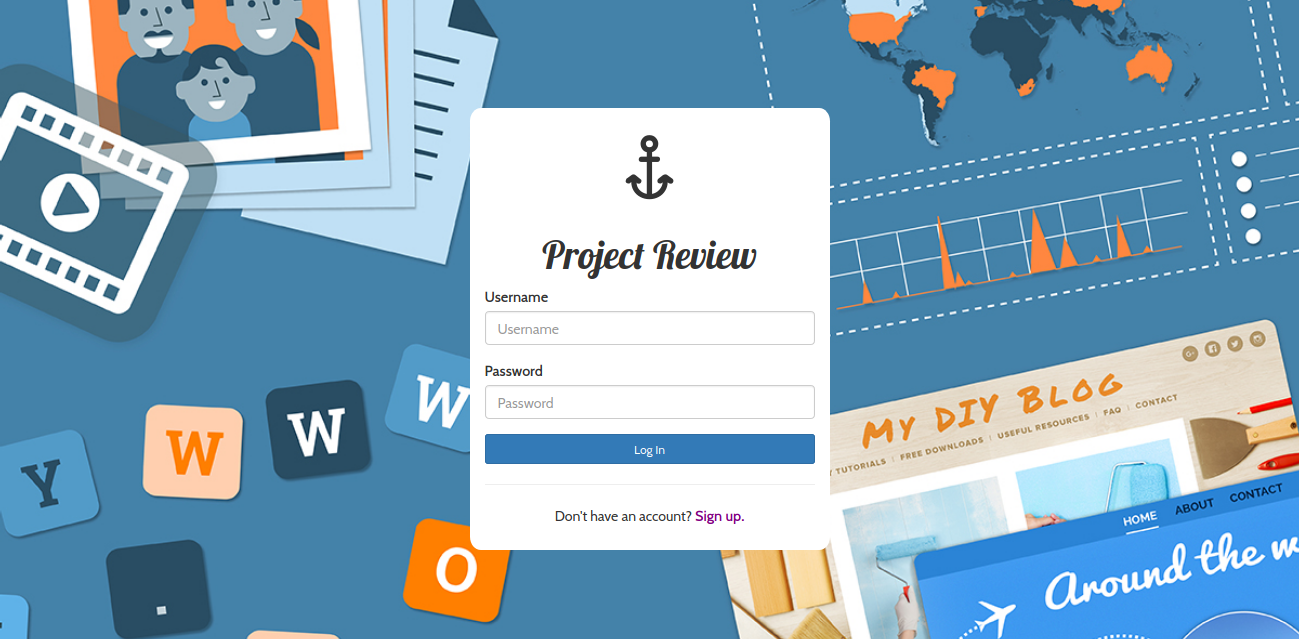 Project Review
Username
Username
Password
Password
Log In
Don't have an account? Sign up.
Y
W
W
W
.
O
MY DIY BLOG
TUTORIALS | FREE DOWNLOADS | USEFUL RESOURCES | FAQ | CONTACT
HOME ABOUT CONTACT
Around the w